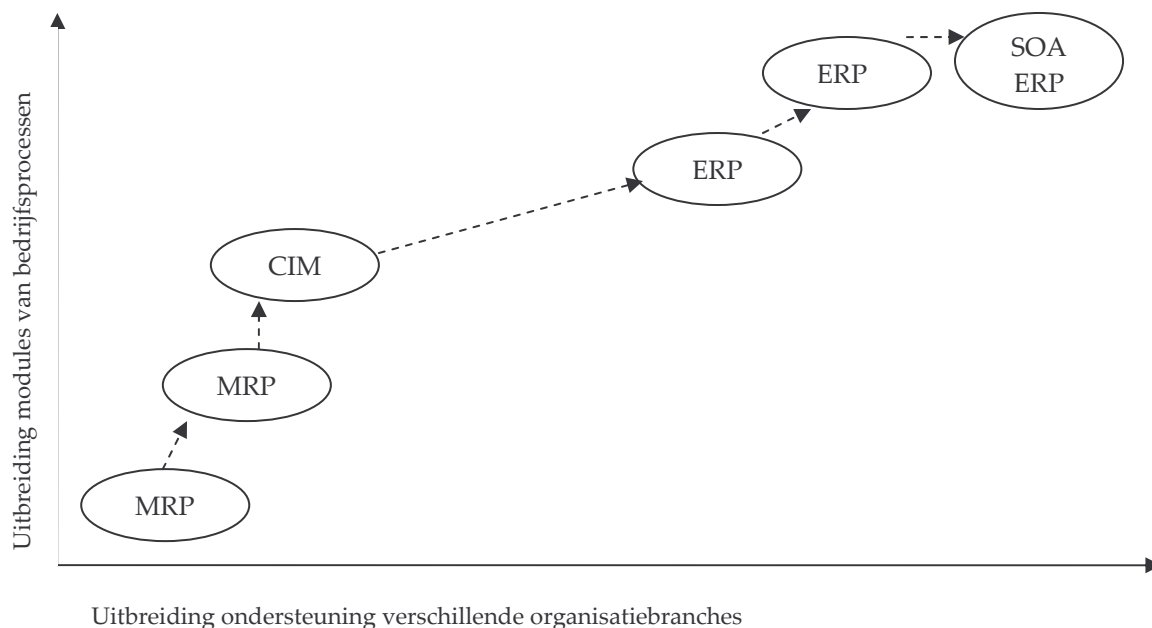 Uitbreiding modules van bedrijfsprocessen
SOA
ERP
ERP
ERP
CIM
MRP
MRP
Uitbreiding ondersteuning verschillende organisatiebranches